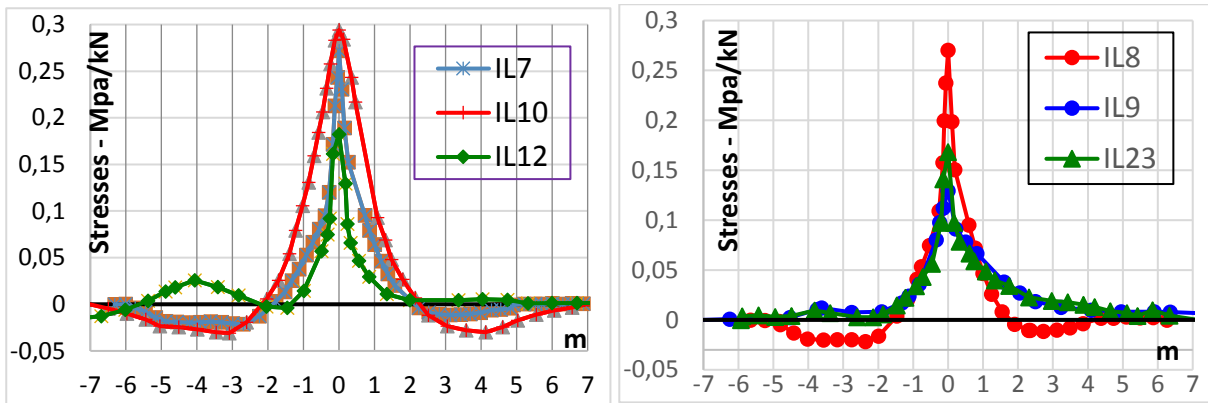 0,3
0,25
0,2
0,15
0,1
0,05
0
-0,05
Stresses - Mpa/kN
IL7
IL10
IL12
m
-7 -6 -5 -4 -3 -2 -1 0 1 2 3 4 5 6 7
0,3
0,25
0,2
0,15
0,1
0,05
0
-0,05
Stresses - Mpa/kN
IL8
IL9
IL23
m
-7 -6 -5 -4 -3 -2 -1 0 1 2 3 4 5 6 7